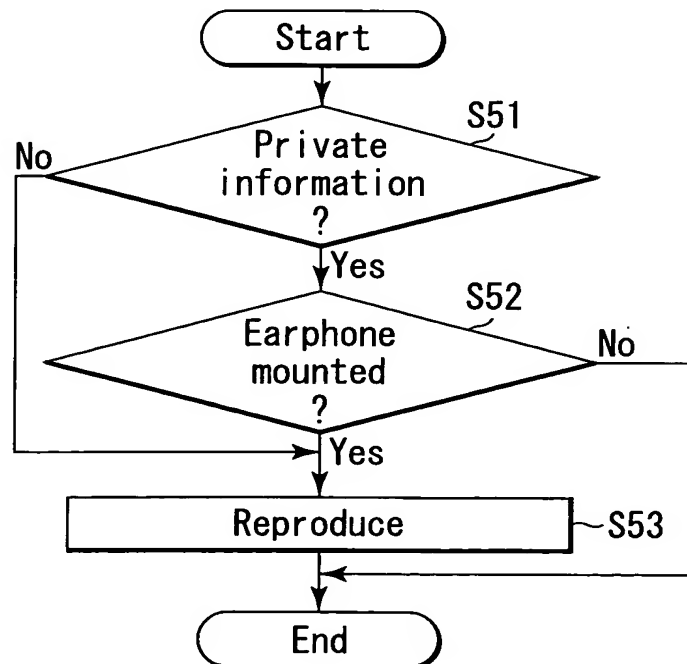 Start
S51
No
Private
information
?
Yes
S52
Earphone
mounted
?
No
Yes
Reproduce
S53
End